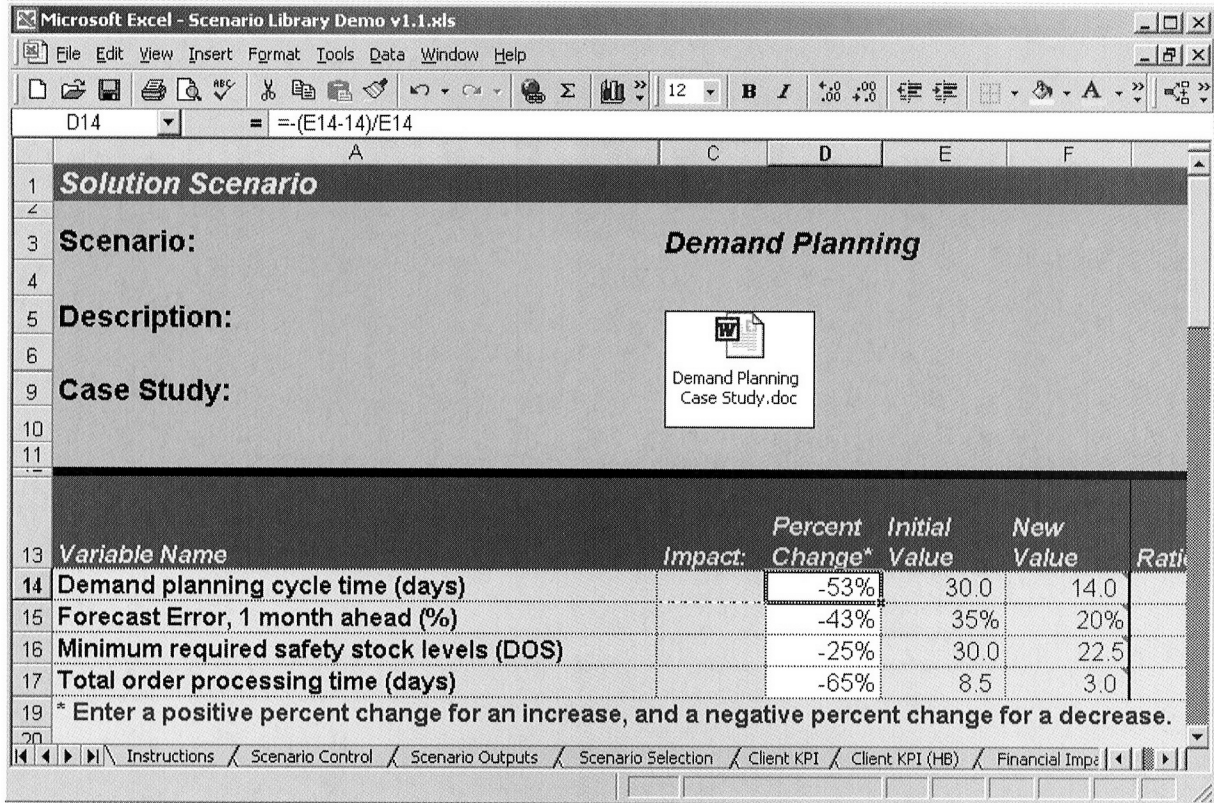 Microsoft Excel - Scenario Library Demo v1.1.xls
File Edit View Insert Format Tools Data Window Help
ABC 12 B I A
D14 = =-(E14-14)/E14
A C D E F
1 Solution Scenario
2
3 Scenario: Demand Planning
4
5 Description:
6
Demand Planning
Case Study.doc
9 Case Study:
10
11
Percent Initial New
13 Variable Name Impact: Change* Value Value
14 Demand planning cycle time (days) -53% 30.0 14.0
15 Forecast Error, 1 month ahead (%) -43% 35% 20%
16 Minimum required safety stock levels (DOS) -25% 30.0 22.5
17 Total order processing time (days) -65% 8.5 3.0
19 * Enter a positive percent change for an increase, and a negative percent change for a decrease.
20
Instructions Scenario Control Scenario Outputs Scenario Selection Client KPI Client KPI (HB) Financial Impa